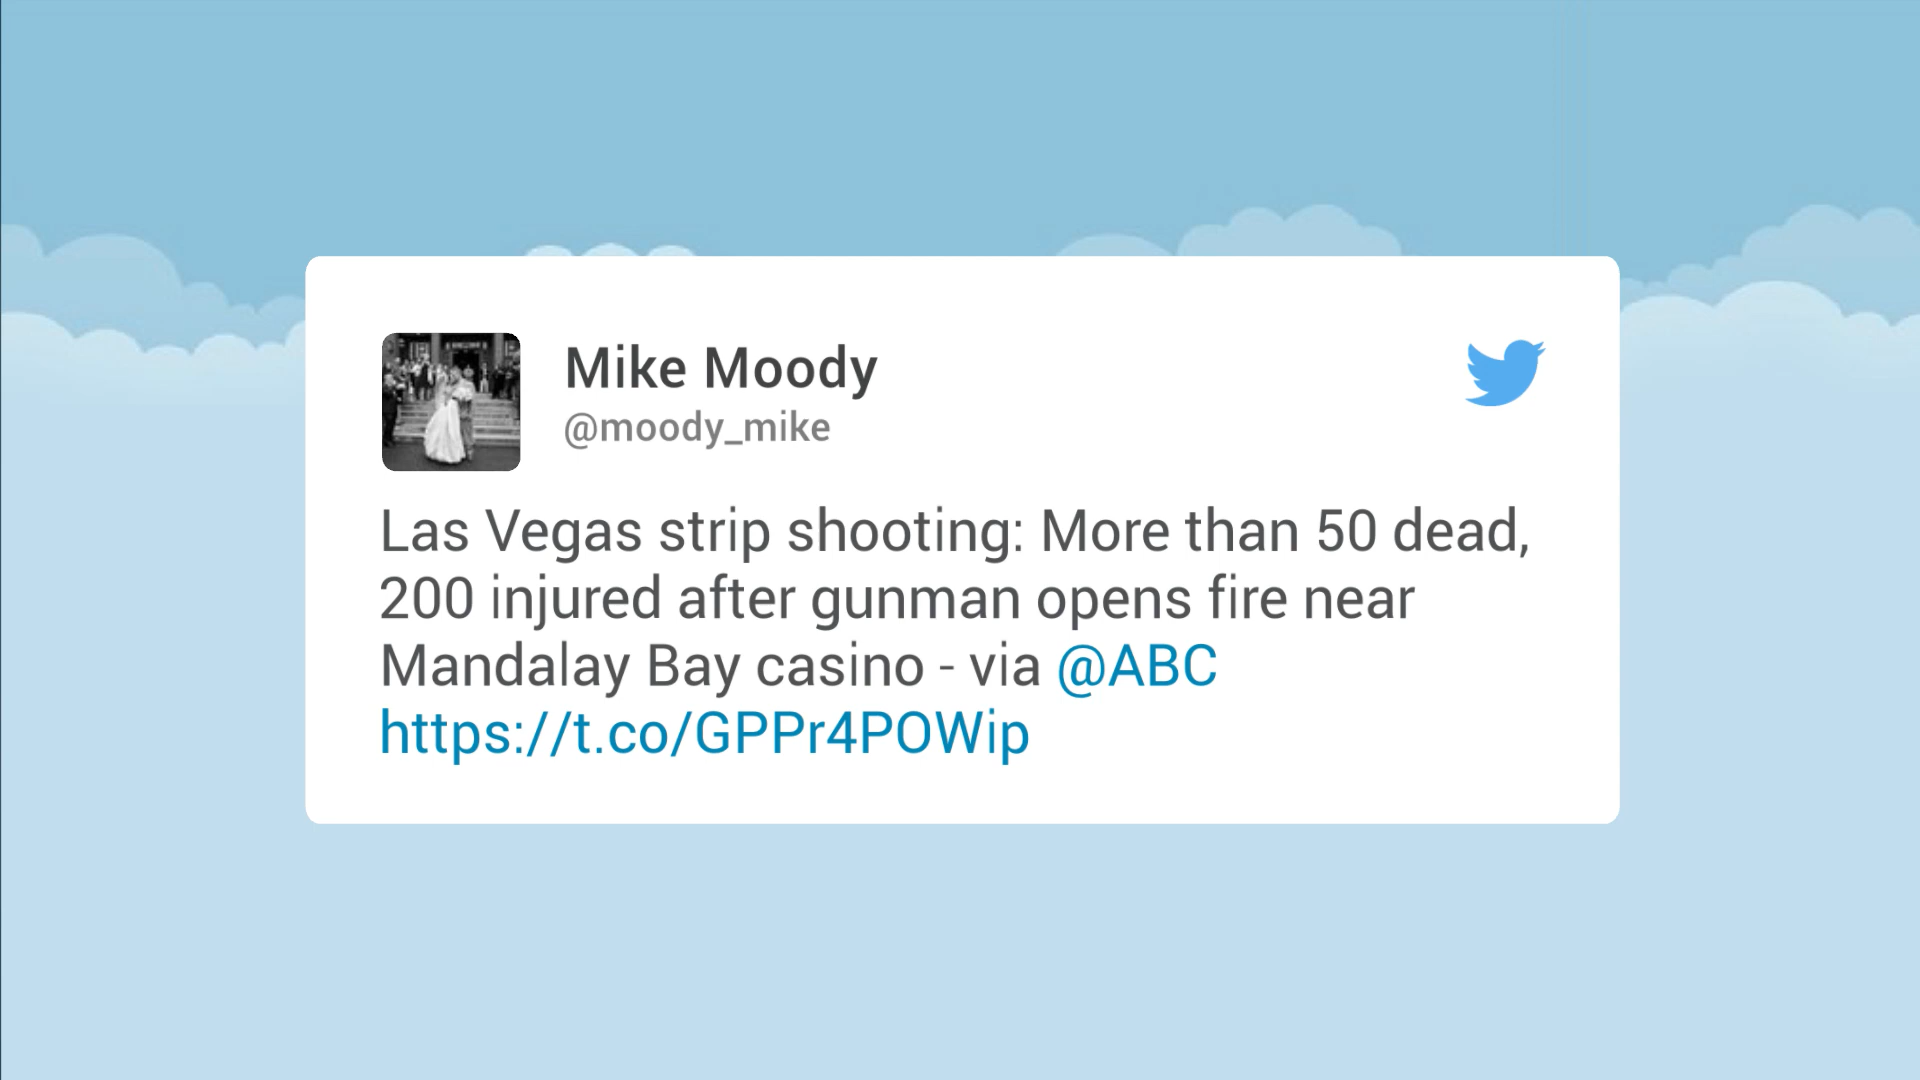 Mike Moody
@moody_mike
Las Vegas strip shooting: More than 50 dead,
200 injured after gunman opens fire near
Mandalay Bay casino - via @ABC
https://t.co/GPPr4POWip